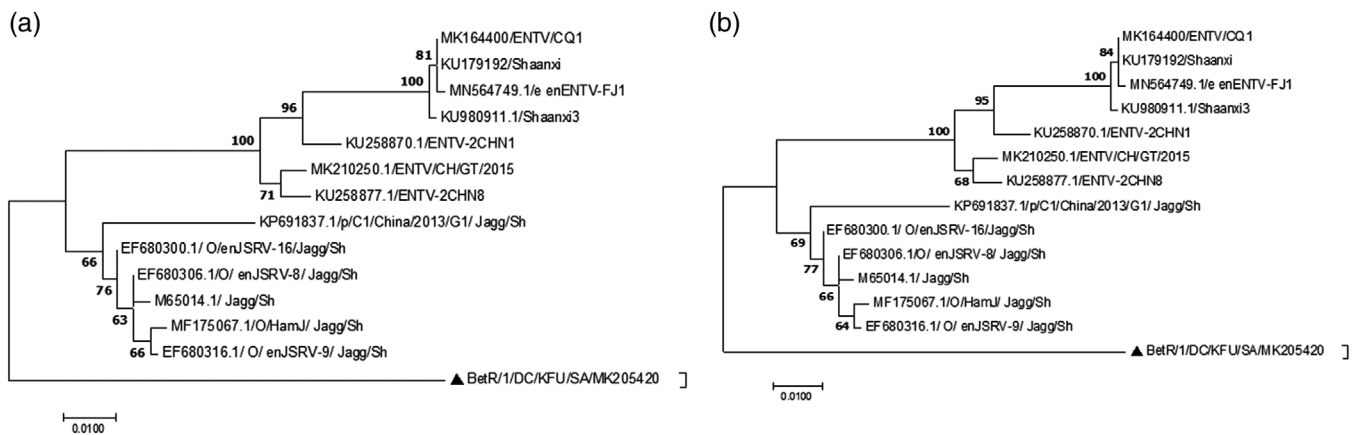 (a)
MK164400/ENTV/CQ1
81
KU179192/Shaanxi
100
MN564749.1/e enENTV-FJ1
96
KU980911.1/Shaanxi3
100
KU258870.1/ENTV-2CHN1
MK210250.1/ENTV/CH/GT/2015
71
KU258877.1/ENTV-2CHN8
KP691837.1/p/C1/China/2013/G1/ Jagg/Sh
66
EF680300.1/ O/enJSRV-16/Jagg/Sh
76
EF680306.1/O/ enJSRV-8/ Jagg/Sh
M65014.1/ Jagg/Sh
63
MF175067.1/O/HamJ/ Jagg/Sh
66
EF680316.1/ O/ enJSRV-9/ Jagg/Sh
▲ BetR/1/DC/KFU/SA/MK205420
0.0100
(b)
MK164400/ENTV/CQ1
84
KU179192/Shaanxi
100
MN564749.1/e enENTV-FJ1
95
KU980911.1/Shaanxi3
100
KU258870.1/ENTV-2CHN1
MK210250.1/ENTV/CH/GT/2015
68
KU258877.1/ENTV-2CHN8
KP691837.1/p/C1/China/2013/G1/ Jagg/Sh
69
EF680300.1/ O/enJSRV-16/Jagg/Sh
77
EF680306.1/O/ enJSRV-8/ Jagg/Sh
M65014.1/ Jagg/Sh
66
MF175067.1/O/HamJ/ Jagg/Sh
64
EF680316.1/ O/ enJSRV-9/ Jagg/Sh
▲ BetR/1/DC/KFU/SA/MK205420
0.0100